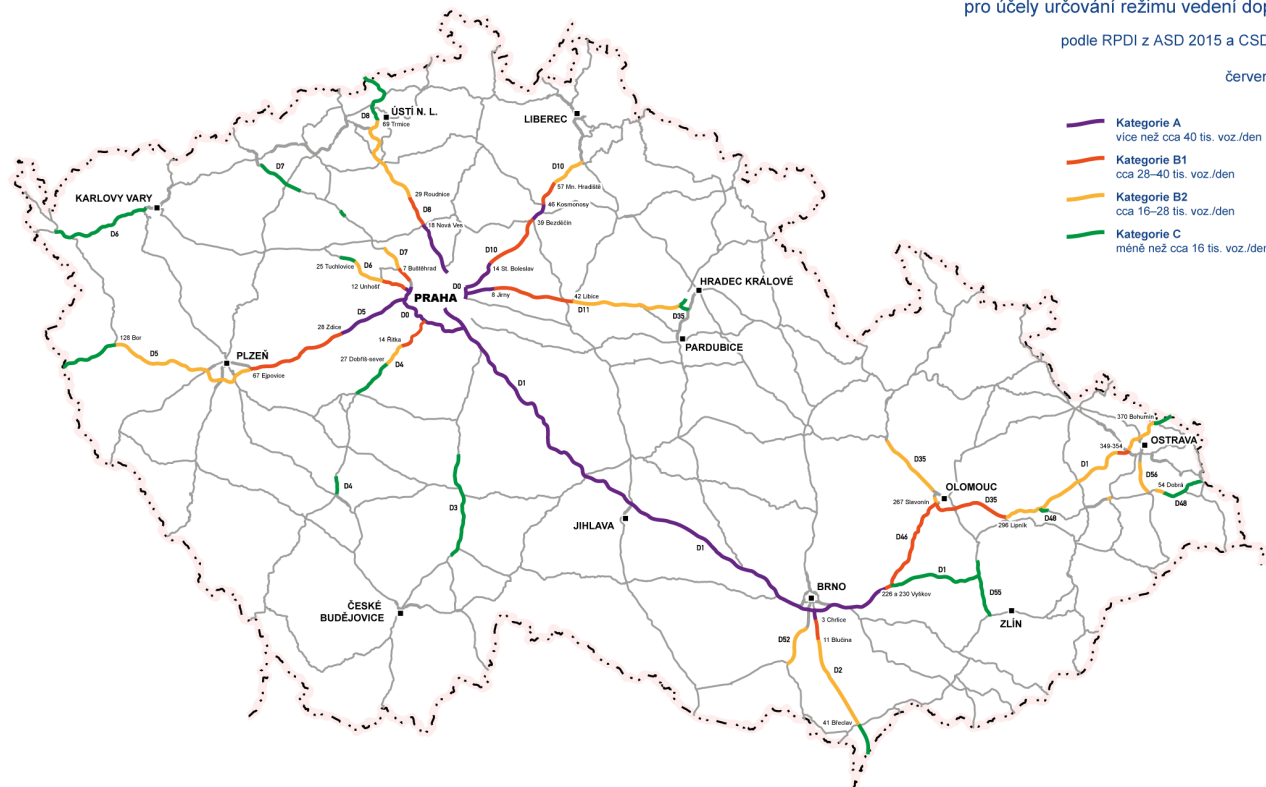 pro účely určování režimu vedení dop
podle RPDI z ASD 2015 a CSD
červen
Kategorie A
více než cca 40 tis. voz./den
Kategorie B1
cca 28–40 tis. voz./den
Kategorie B2
cca 16–28 tis. voz./den
Kategorie C
méně než cca 16 tis. voz./den
D8
ÚSTÍ N. L.
69 Trmice
LIBEREC
D7
D10
57 Mn. Hradiště
KARLOVY VARY
29 Roudnice
46 Kosmonosy
D8
18 Nová Ves
39 Bezděčín
D6
D7
D10
25 Tuchlovice
D6
7 Buštěhrad
14 St. Boleslav
12 Unhošť
D0
HRADEC KRÁLOVÉ
PRAHA
8 Jirny
42 Libice
D5
D0
D11
D35
28 Zdice
14 Řitka
128 Bor
D5
PLZEŇ
27 Dobříš-sever
D4
PARDUBICE
67 Ejpovice
D1
370 Bohumín
OSTRAVA
349-354
D35
D1
D56
D4
OLOMOUC
54 Dobrá
D3
267 Slavonín
D35
D48
D48
JIHLAVA
296 Lipník
D1
D46
D1
BRNO
226 a 230 Vyškov
D55
ČESKÉ
BUDĚJOVICE
3 Chrlice
ZLÍN
D52
11 Blučina
D2
41 Břeclav